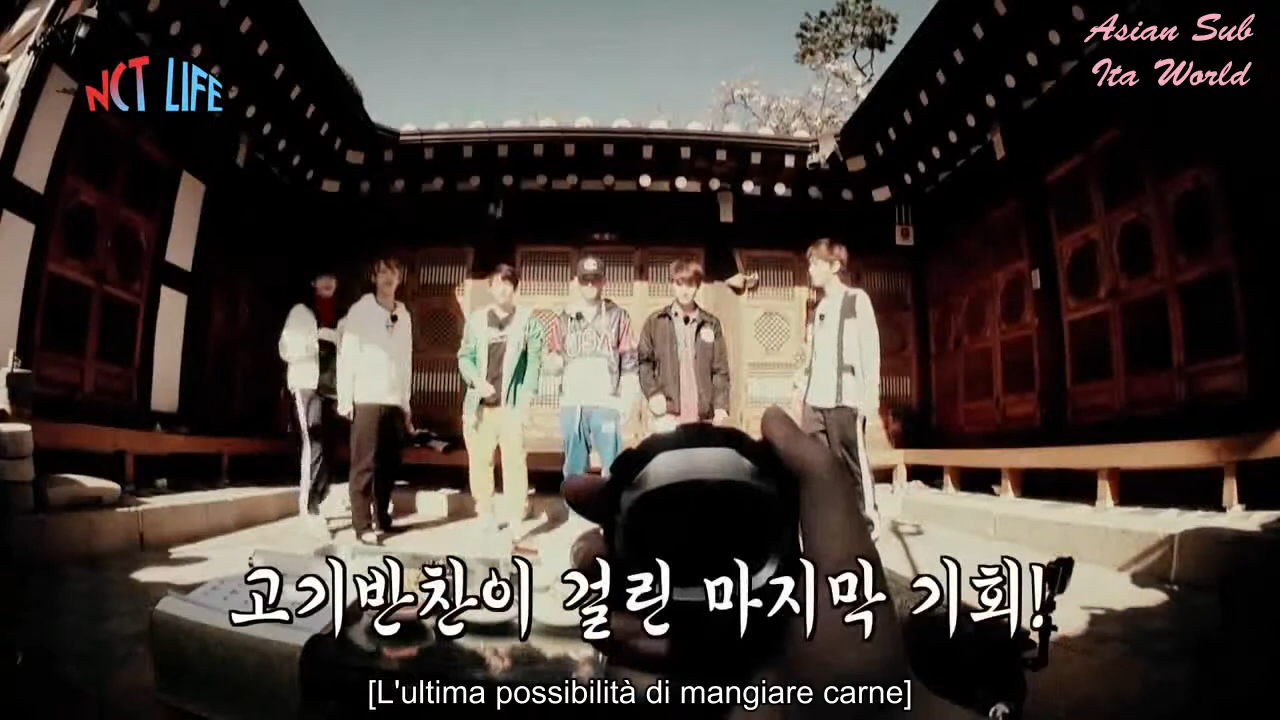 NCT LIFE
Asian Sub
Ita World
USA
고기반찬이 걸린 마지막 기회!
[L'ultima possibilità di mangiare carne]